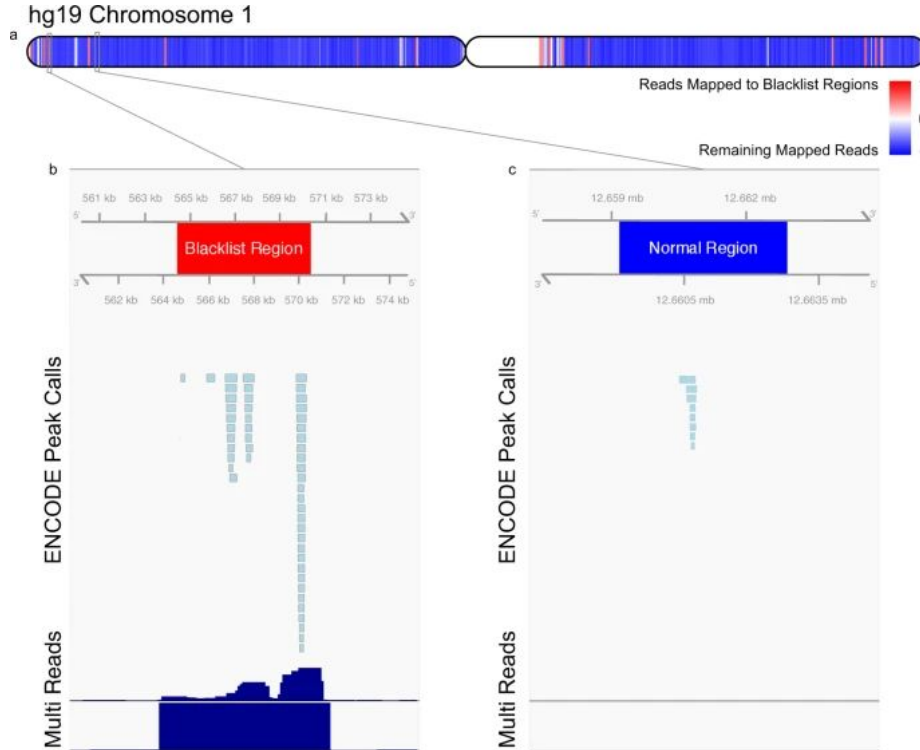 hg19 Chromosome 1
a
Reads Mapped to Blacklist Regions
Remaining Mapped Reads
b
561 kb 563 kb 565 kb 567 kb 569 kb 571 kb 573 kb
5' 3'
Blacklist Region
3' 5'
562 kb 564 kb 566 kb 568 kb 570 kb 572 kb 574 kb
ENCODE Peak Calls
Multi Reads
c
12.659 mb 12.662 mb
5' 3'
Normal Region
3' 5'
12.6605 mb 12.6635 mb
ENCODE Peak Calls
Multi Reads